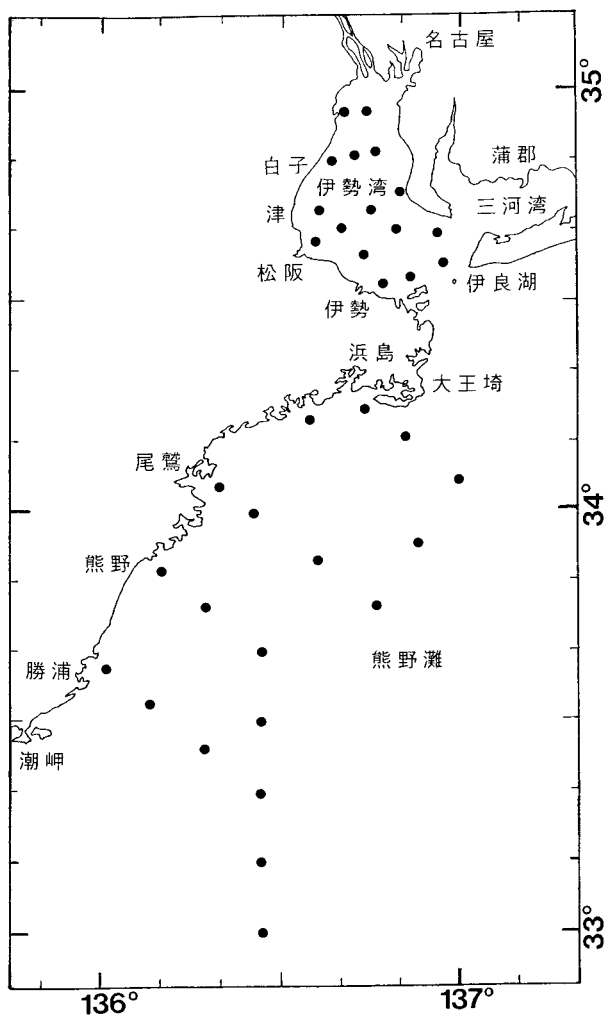 名古屋
35°
蒲郡
白子
伊勢湾
三河湾
津
松阪
伊良湖
伊勢
浜島
大王埼
尾鷲
34°
熊野
熊野灘
勝浦
潮岬
33°
136°
137°